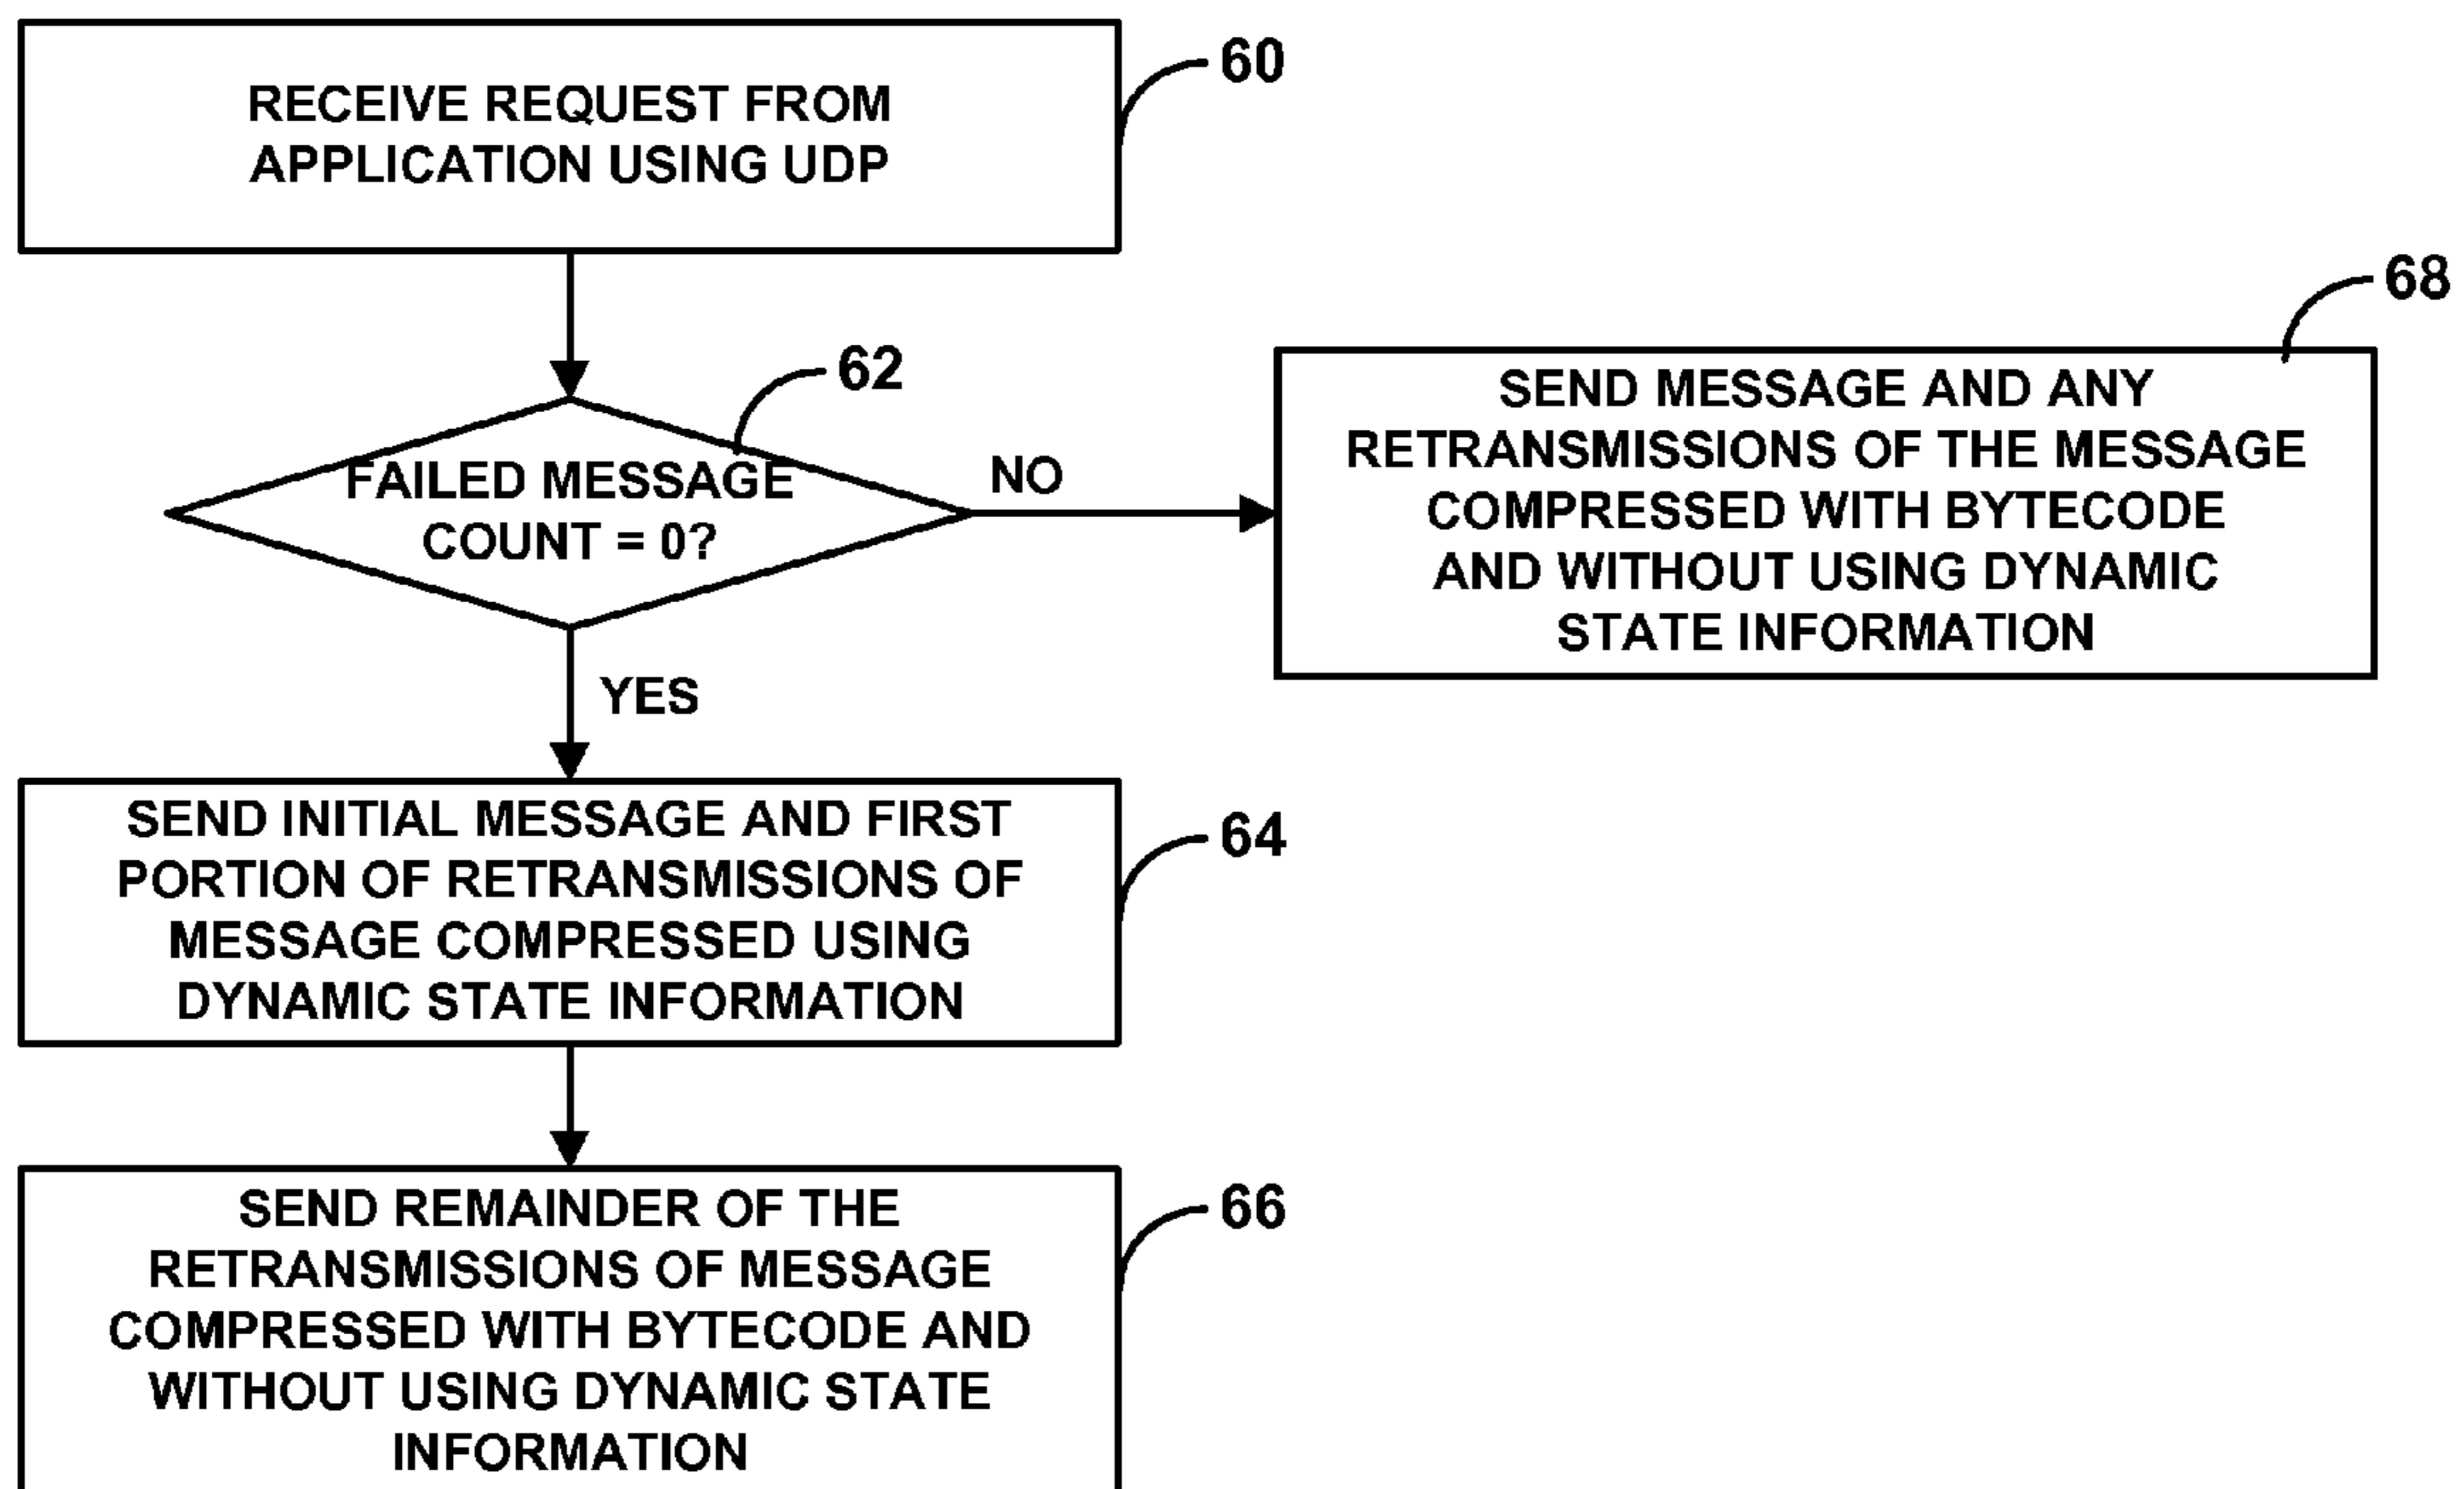 60
RECEIVE REQUEST FROM
APPLICATION USING UDP
62
FAILED MESSAGE
COUNT = 0?
NO
YES
68
SEND MESSAGE AND ANY
RETRANSMISSIONS OF THE MESSAGE
COMPRESSED WITH BYTECODE
AND WITHOUT USING DYNAMIC
STATE INFORMATION
64
SEND INITIAL MESSAGE AND FIRST
PORTION OF RETRANSMISSIONS OF
MESSAGE COMPRESSED USING
DYNAMIC STATE INFORMATION
66
SEND REMAINDER OF THE
RETRANSMISSIONS OF MESSAGE
COMPRESSED WITH BYTECODE AND
WITHOUT USING DYNAMIC STATE
INFORMATION